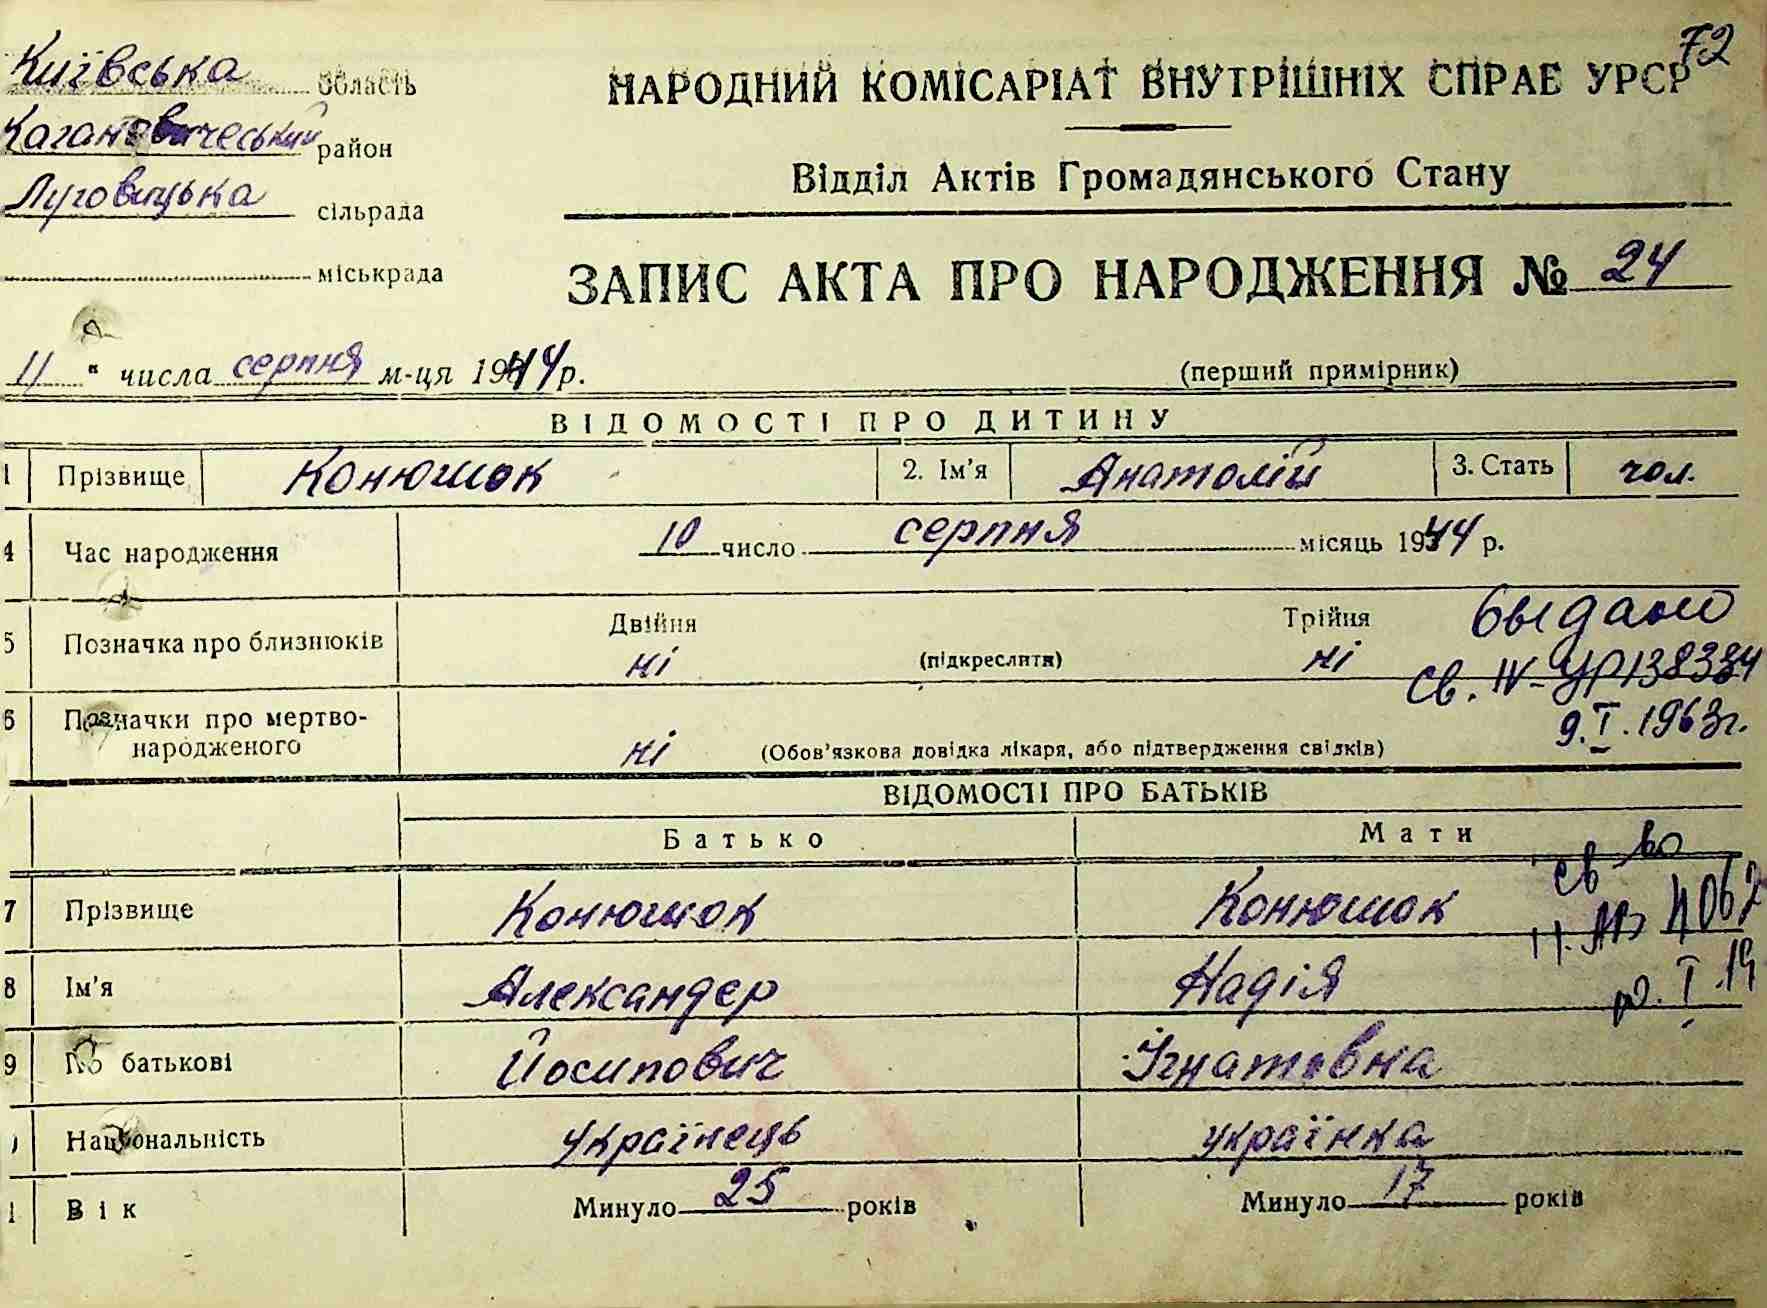 72
Київська область
Кагановичеський район
Луговицька сільрада
міськрада
НАРОДНИЙ КОМІСАРІАТ ВНУТРІШНІХ СПРАВ УРСР
Відділ Актів Громадянського Стану
ЗАПИС АКТА ПРО НАРОДЖЕННЯ № 24
11 " числа серпня м-ця 1944 р.
(перший примірник)
ВІДОМОСТІ ПРО ДИТИНУ
1 Прізвище Конюшок 2. Ім'я Анатолій 3. Стать чол.
4 Час народження 10 число серпня місяць 1944 р.
5 Позначка про близнюків Двійня ні (підкреслити) Трійня ні
выдано
св. IV-УР 138334
9.I.1963г.
6 Позначки про мертво-
народженого ні (Обов'язкова довідка лікаря, або підтвердження свідків)
ВІДОМОСТІ ПРО БАТЬКІВ
Батько Мати
св во
7 Прізвище Конюшок Конюшок
8 Ім'я Александер Надія
9 По батькові Йосипович Ігнатовна
Національність українець українка
Вік Минуло 25 років Минуло 17 років